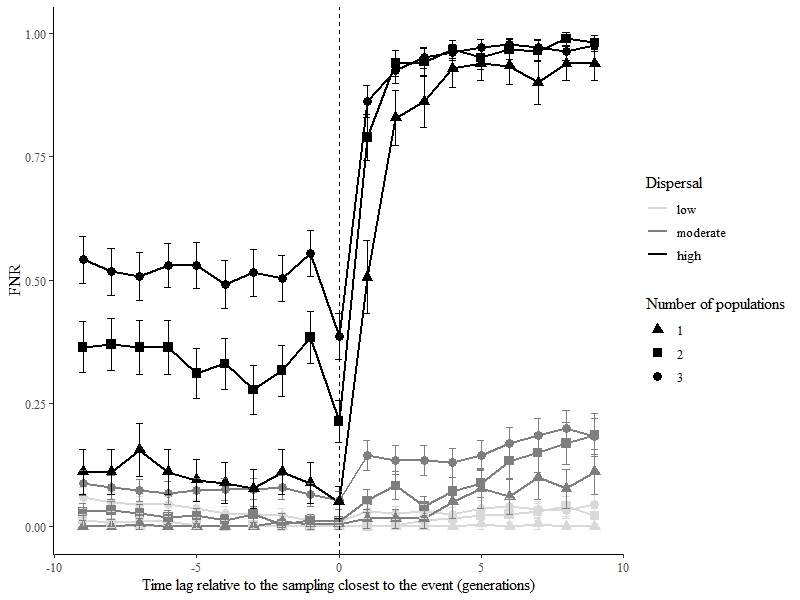 1.00
0.75
0.50
0.25
0.00
FNR
-10
-5
0
5
10
Time lag relative to the sampling closest to the event (generations)
Dispersal
low
moderate
high
Number of populations
1
2
3